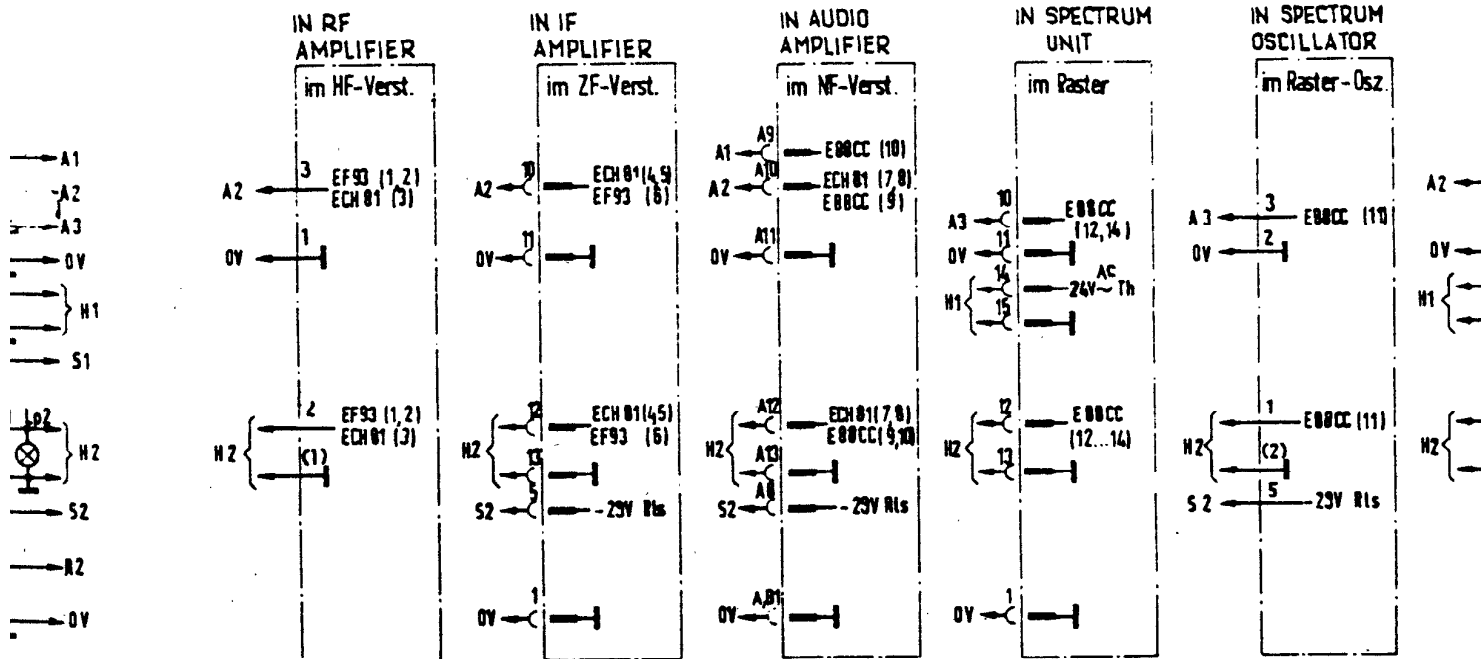 IN RF
AMPLIFIER
im HF-Verst.
3
A2
EF93 (1,2)
ECH81 (3)
1
0V
2
EF93 (1,2)
ECH81 (3)
H2
(1)
IN IF
AMPLIFIER
im ZF-Verst.
10
A2
ECH81(4,5)
EF93 (6)
11
0V
12
ECH81(4,5)
EF93 (6)
H2
13
5
S2
-29V Rls
1
0V
IN AUDIO
AMPLIFIER
im NF-Verst.
A9
A1
E88CC (10)
A10
A2
ECH81 (7,8)
E88CC (9)
A11
0V
A12
ECH81(7,8)
E88CC(9,10)
H2
A13
A8
S2
-29V Rls
A,B1
0V
IN SPECTRUM
UNIT
im Raster
10
A3
E88CC
(12,14)
11
0V
14
AC
24V~Th
H1
15
12
E88CC
(12...14)
H2
13
1
0V
IN SPECTRUM
OSCILLATOR
im Raster-Osz.
3
A3
E88CC (11)
2
0V
1
E88CC (11)
H2
(2)
5
S2
-29V Rls
A1
A2
A3
0V
H1
S1
Lp2
H2
S2
R2
0V
A2
0V
H1
H2